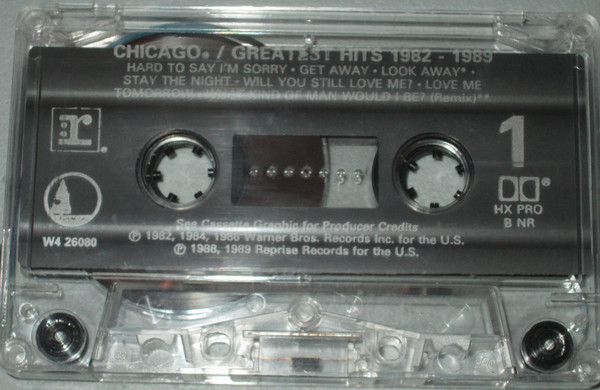 CHICAGO® / GREATEST HITS 1982 - 1989
HARD TO SAY I'M SORRY • GET AWAY • LOOK AWAY* •
STAY THE NIGHT • WILL YOU STILL LOVE ME? • LOVE ME
TOMORROW • KIND OF MAN WOULD I BE? (Remix)**
r®
1
HX PRO
B NR
See Cassette Graphic for Producer Credits
W4 26080
℗ 1982, 1984, 1986 Warner Bros. Records Inc. for the U.S.
℗ 1988, 1989 Reprise Records for the U.S.